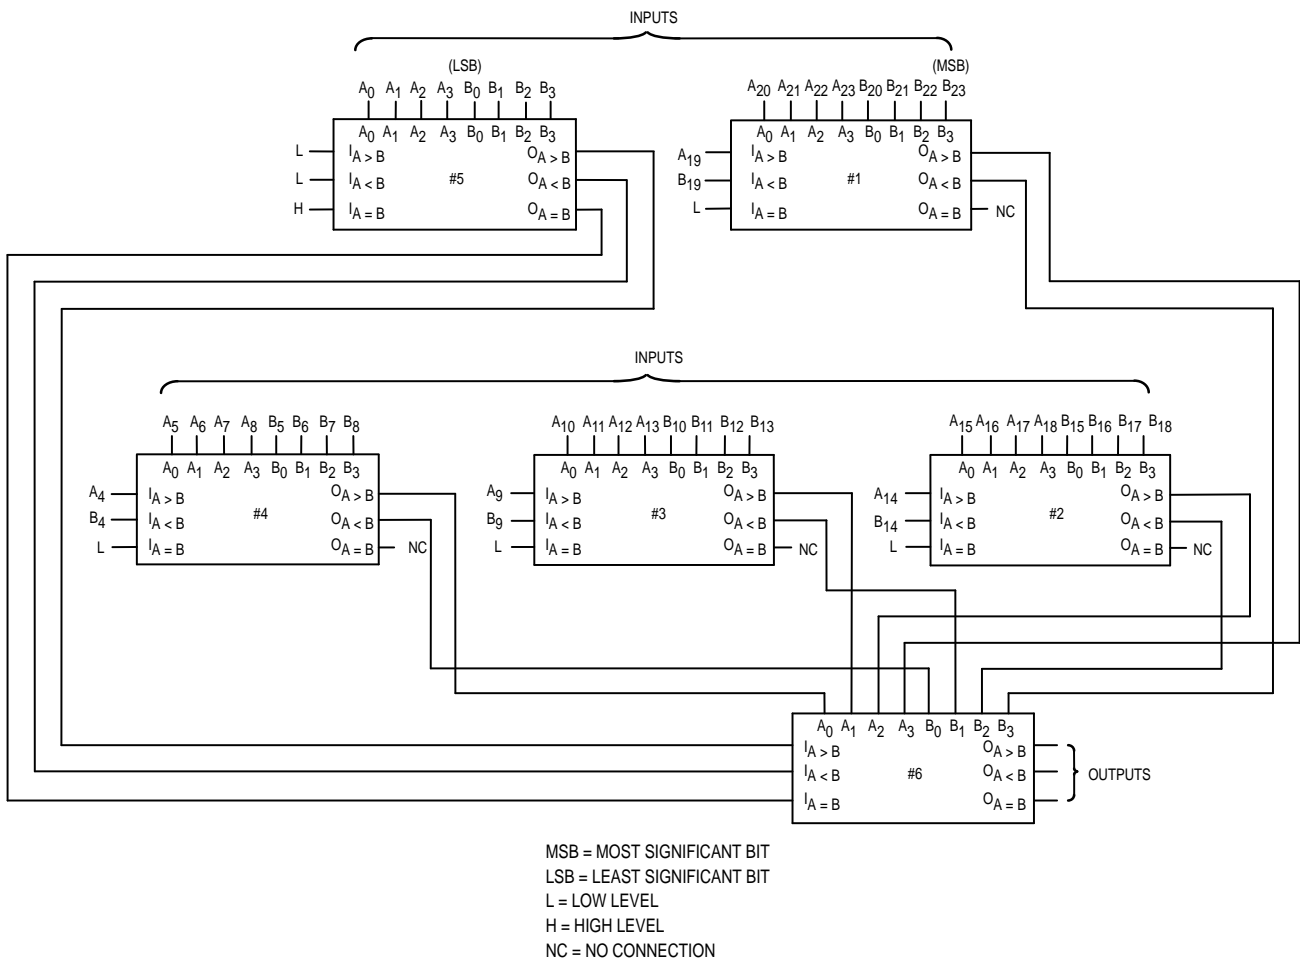 INPUTS
(LSB) (MSB)
A0 A1 A2 A3 B0 B1 B2 B3 A20 A21 A22 A23 B20 B21 B22 B23
A0 A1 A2 A3 B0 B1 B2 B3 A0 A1 A2 A3 B0 B1 B2 B3
L IA > B OA > B A19 IA > B OA > B
L IA < B #5 OA < B B19 IA < B #1 OA < B
H IA = B OA = B L IA = B OA = B NC
INPUTS
A5 A6 A7 A8 B5 B6 B7 B8 A10 A11 A12 A13 B10 B11 B12 B13 A15 A16 A17 A18 B15 B16 B17 B18
A0 A1 A2 A3 B0 B1 B2 B3 A0 A1 A2 A3 B0 B1 B2 B3 A0 A1 A2 A3 B0 B1 B2 B3
A4 IA > B OA > B A9 IA > B OA > B A14 IA > B OA > B
B4 IA < B #4 OA < B B9 IA < B #3 OA < B B14 IA < B #2 OA < B
L IA = B OA = B NC L IA = B OA = B NC L IA = B OA = B NC
A0 A1 A2 A3 B0 B1 B2 B3
IA > B OA > B
IA < B #6 OA < B OUTPUTS
IA = B OA = B
MSB = MOST SIGNIFICANT BIT
LSB = LEAST SIGNIFICANT BIT
L = LOW LEVEL
H = HIGH LEVEL
NC = NO CONNECTION